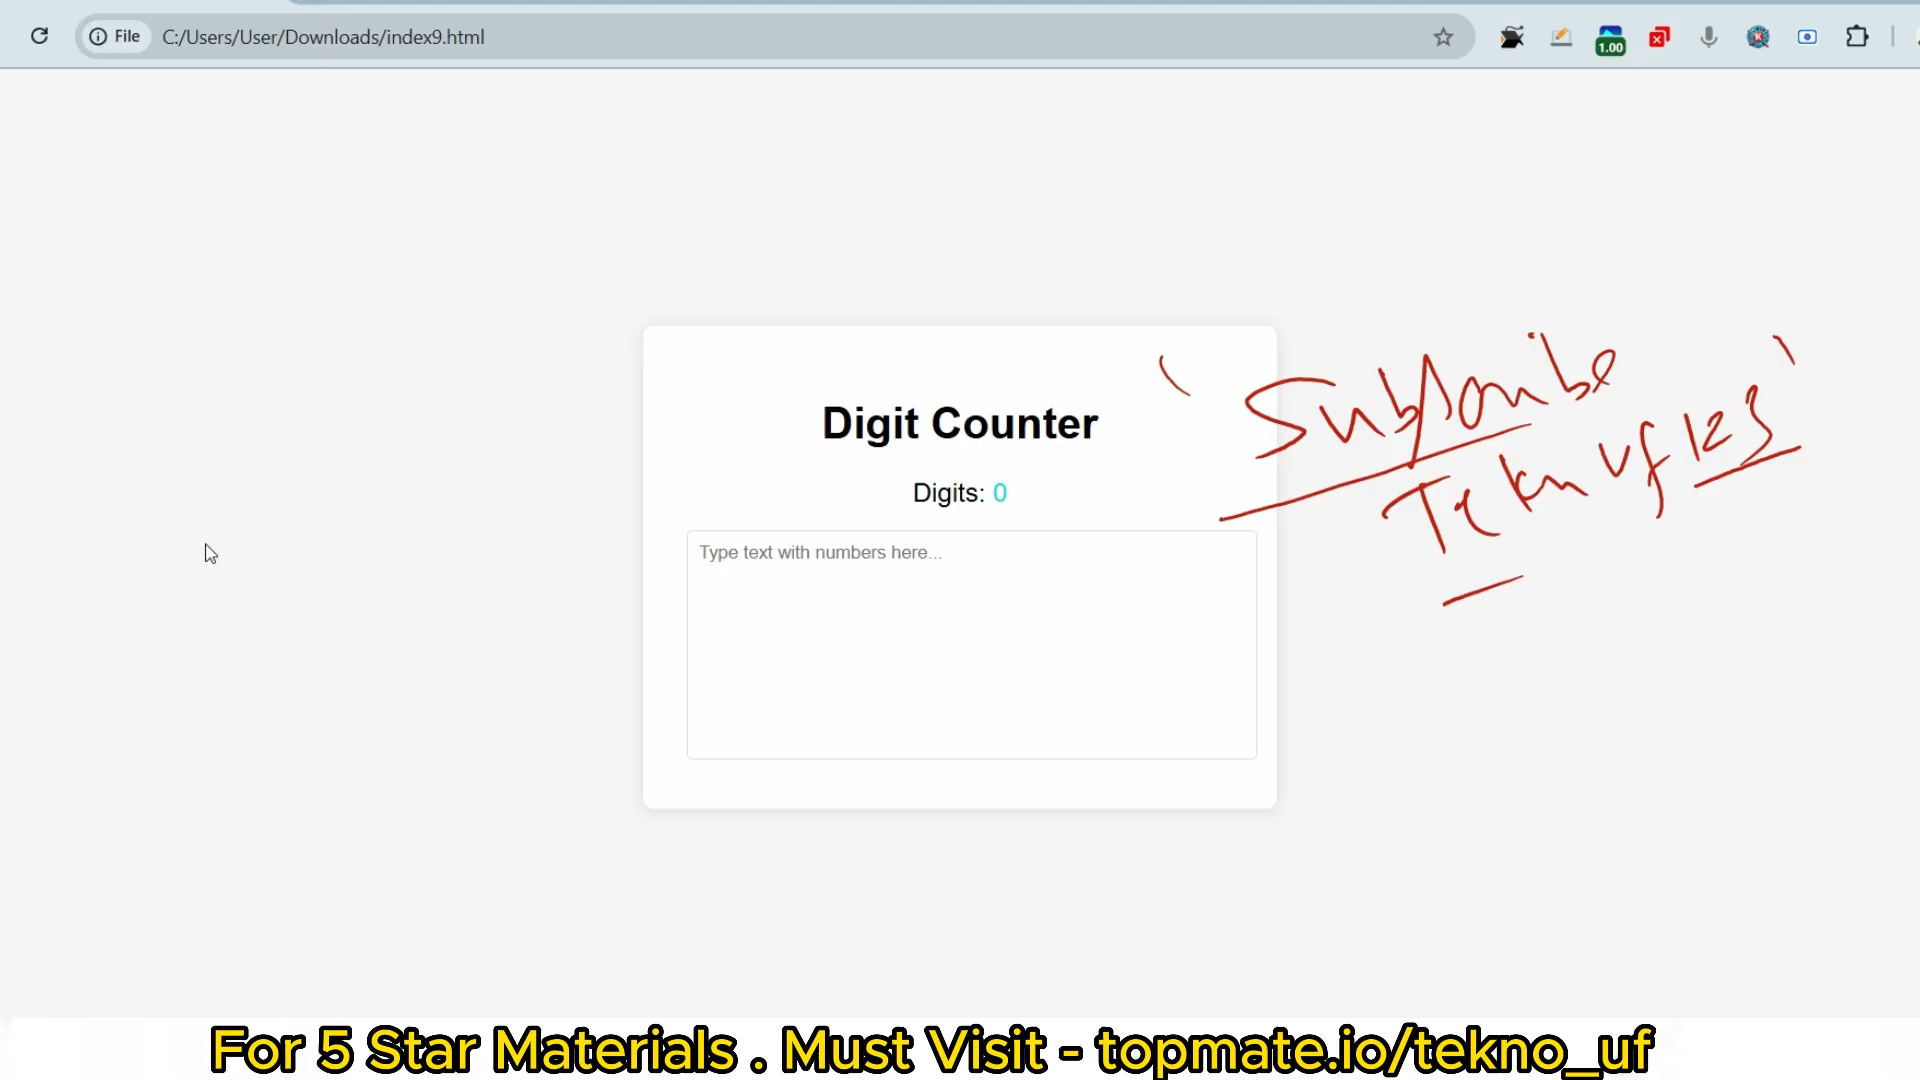 File C:/Users/User/Downloads/index9.html
1.00
Digit Counter
Digits: 0
Type text with numbers here...
Subscribe
Teknuf123
For 5 Star Materials . Must Visit - topmate.io/tekno_uf